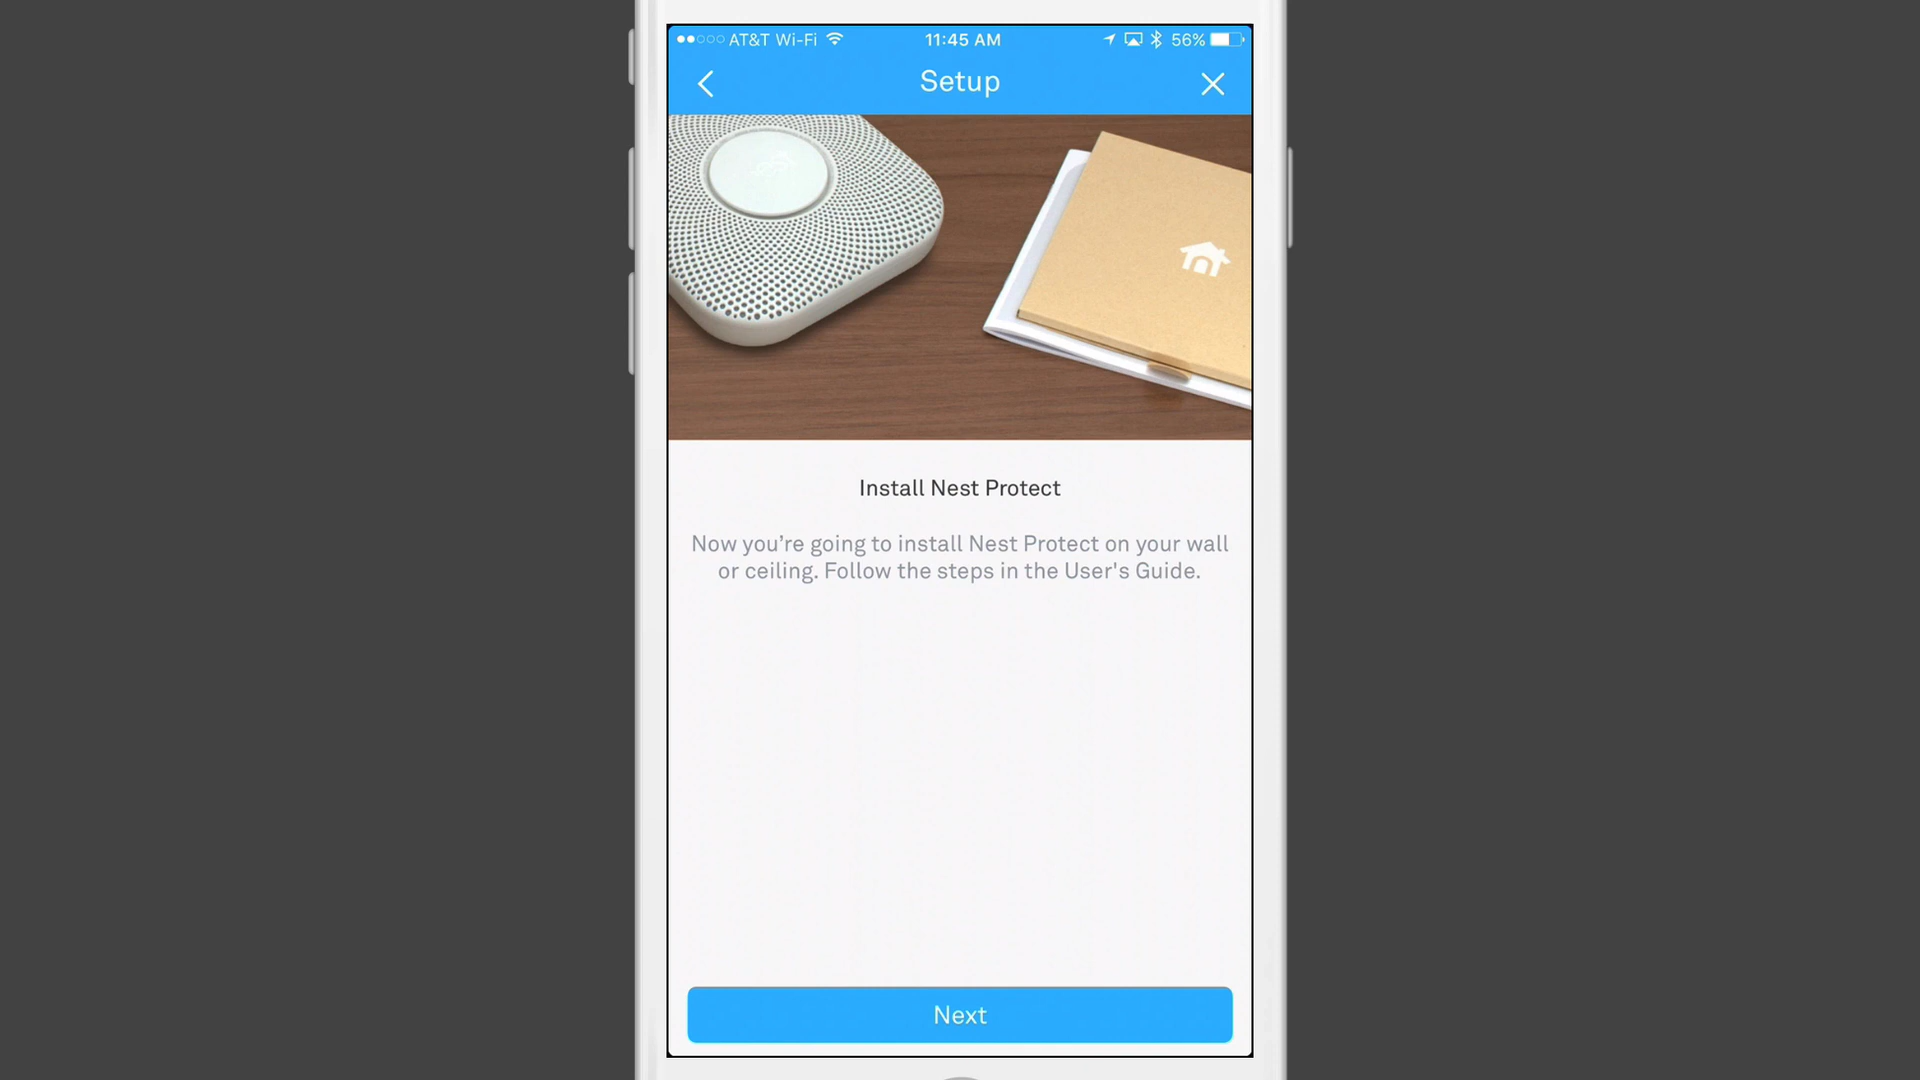 AT&T Wi-Fi 11:45 AM 56%
Setup
Install Nest Protect
Now you're going to install Nest Protect on your wall
or ceiling. Follow the steps in the User's Guide.
Next